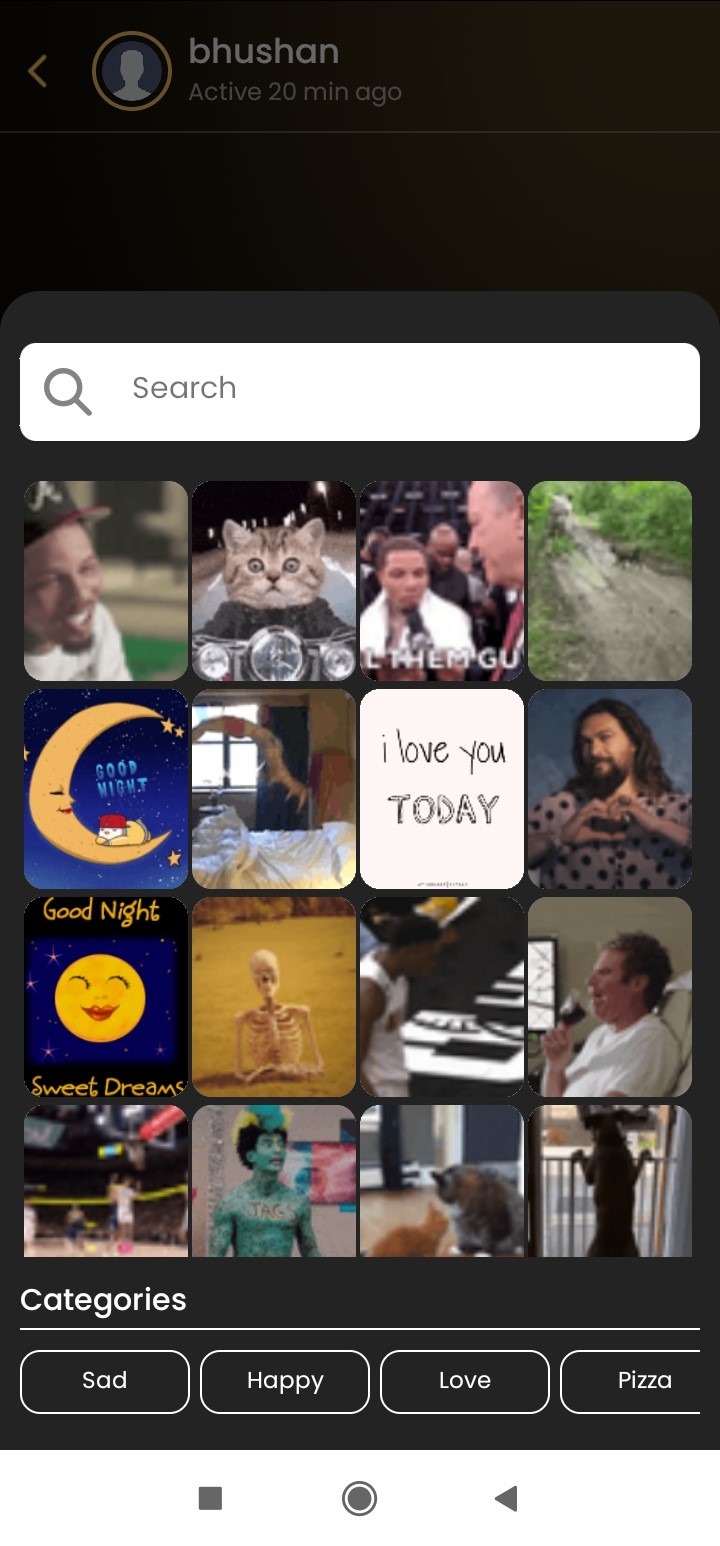 bhushan
Active 20 min ago
Search
L THEM GU
GOOD
NIGHT
i love you
TODAY
Good Night
Sweet Dreams
JAGS
Categories
Sad
Happy
Love
Pizza